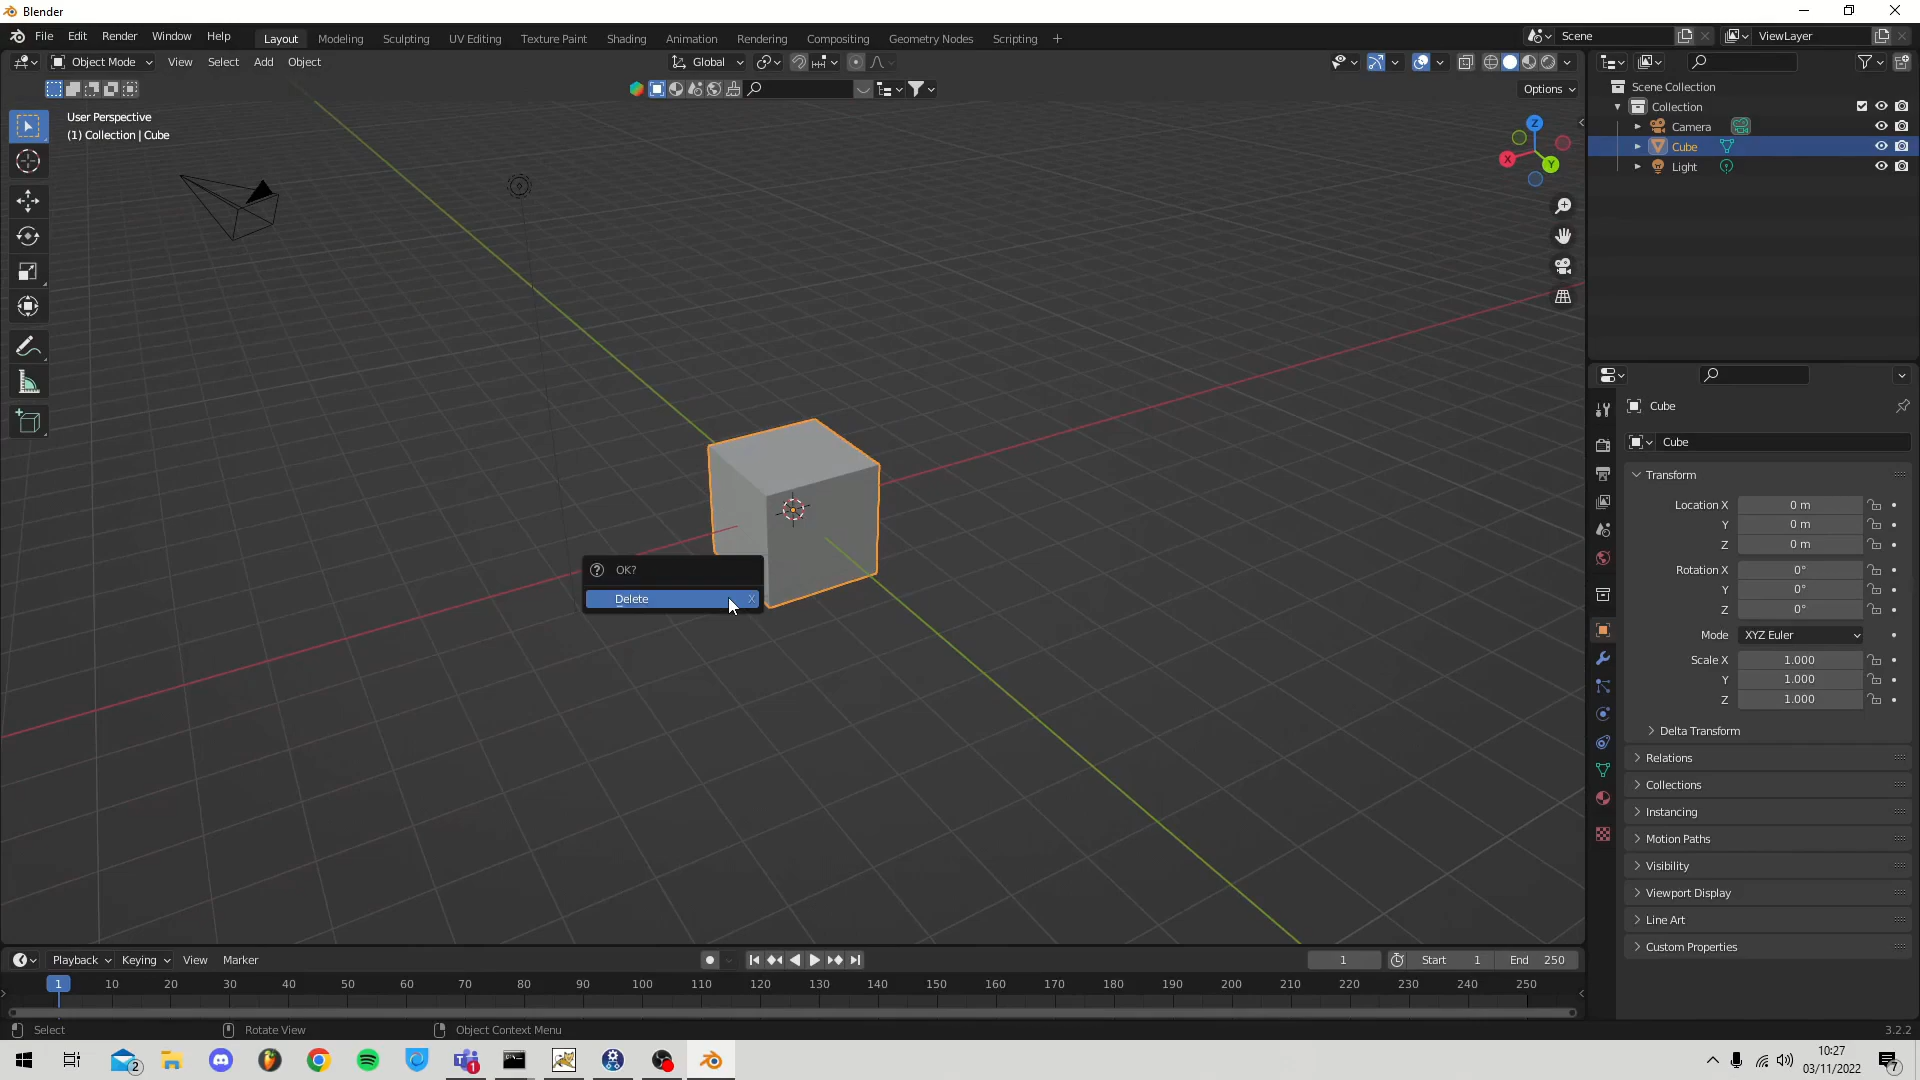 Blender
File Edit Render Window Help
Layout Modeling Sculpting UV Editing Texture Paint Shading Animation Rendering Compositing Geometry Nodes Scripting +
Scene
ViewLayer
Object Mode View Select Add Object
Global
Options
User Perspective
(1) Collection | Cube
Z
X
Y
Scene Collection
Collection
Camera
Cube
Light
OK?
Delete X
Cube
Cube
Transform
Location X 0 m
Y 0 m
Z 0 m
Rotation X 0°
Y 0°
Z 0°
Mode XYZ Euler
Scale X 1.000
Y 1.000
Z 1.000
Delta Transform
Relations
Collections
Instancing
Motion Paths
Visibility
Viewport Display
Line Art
Custom Properties
Playback Keying View Marker
1 Start 1 End 250
1 10 20 30 40 50 60 70 80 90 100 110 120 130 140 150 160 170 180 190 200 210 220 230 240 250
Select Rotate View Object Context Menu
3.2.2
2
1
10:27
03/11/2022
7